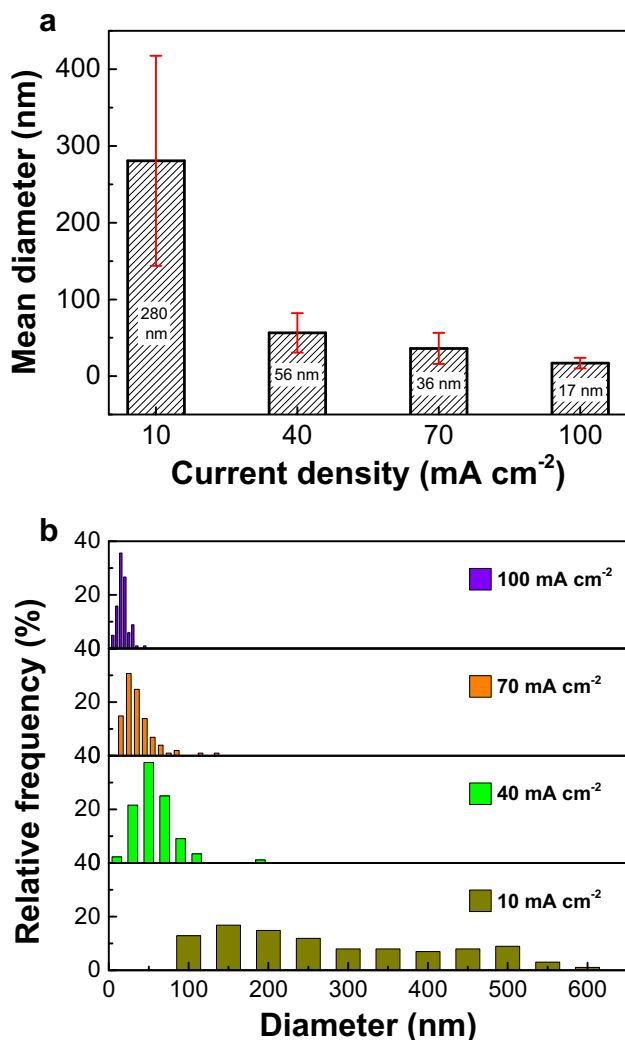 a
Mean diameter (nm)
400
300
200
100
0
280
nm
56 nm
36 nm
17 nm
10 40 70 100
Current density (mA cm⁻²)
b
Relative frequency (%)
40
20
40
20
40
20
40
20
0
100 mA cm⁻²
70 mA cm⁻²
40 mA cm⁻²
10 mA cm⁻²
0 100 200 300 400 500 600
Diameter (nm)